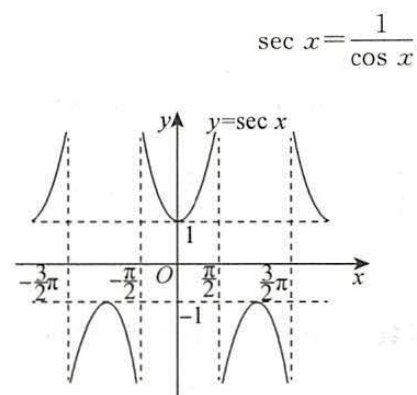 sec x = 1/cos x
y
y=sec x
1
-3/2π
-π/2
O
π/2
3/2π
x
-1